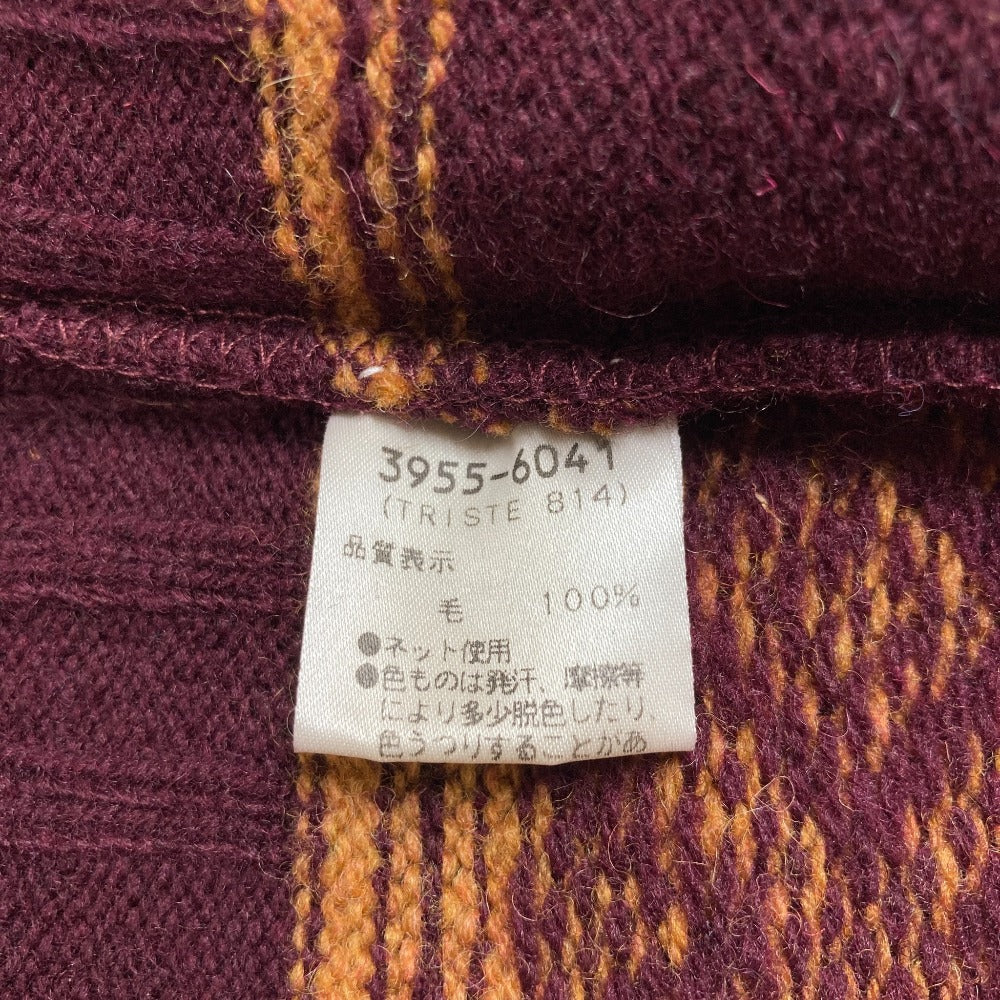 3955-6041
(TRISTE 814)
品質表示
毛 100%
●ネット使用
●色ものは発汗、摩擦等
により多少脱色したり、
色うつりすることがあ